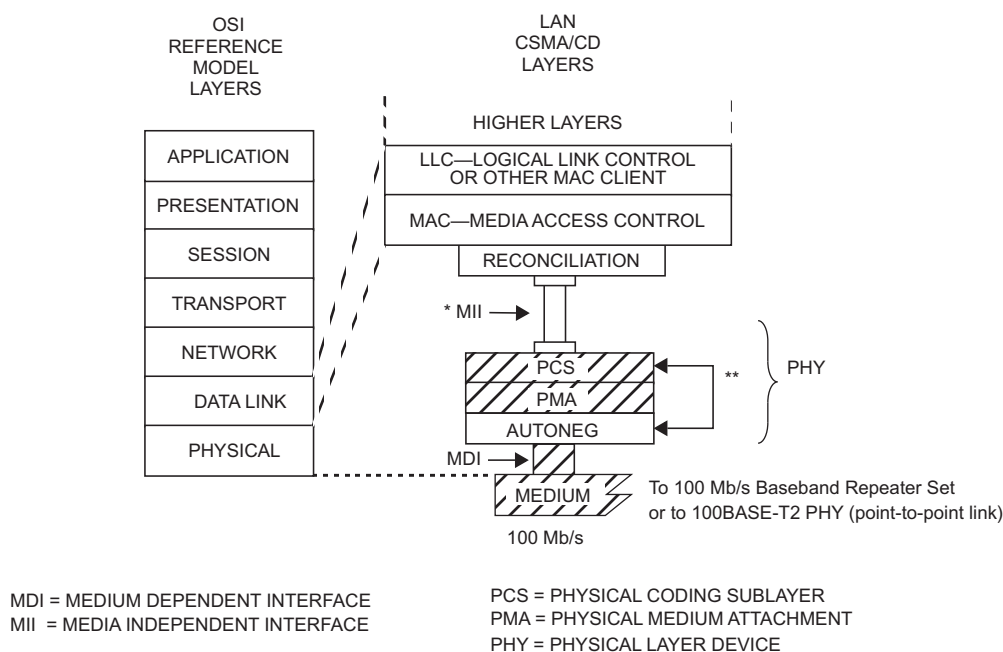 OSI
REFERENCE
MODEL
LAYERS
LAN
CSMA/CD
LAYERS
APPLICATION
PRESENTATION
SESSION
TRANSPORT
NETWORK
DATA LINK
PHYSICAL
HIGHER LAYERS
LLC—LOGICAL LINK CONTROL
OR OTHER MAC CLIENT
MAC—MEDIA ACCESS CONTROL
RECONCILIATION
* MII
PCS
PMA
AUTONEG
**
PHY
MDI
MEDIUM
To 100 Mb/s Baseband Repeater Set
or to 100BASE-T2 PHY (point-to-point link)
100 Mb/s
MDI = MEDIUM DEPENDENT INTERFACE
MII = MEDIA INDEPENDENT INTERFACE
PCS = PHYSICAL CODING SUBLAYER
PMA = PHYSICAL MEDIUM ATTACHMENT
PHY = PHYSICAL LAYER DEVICE